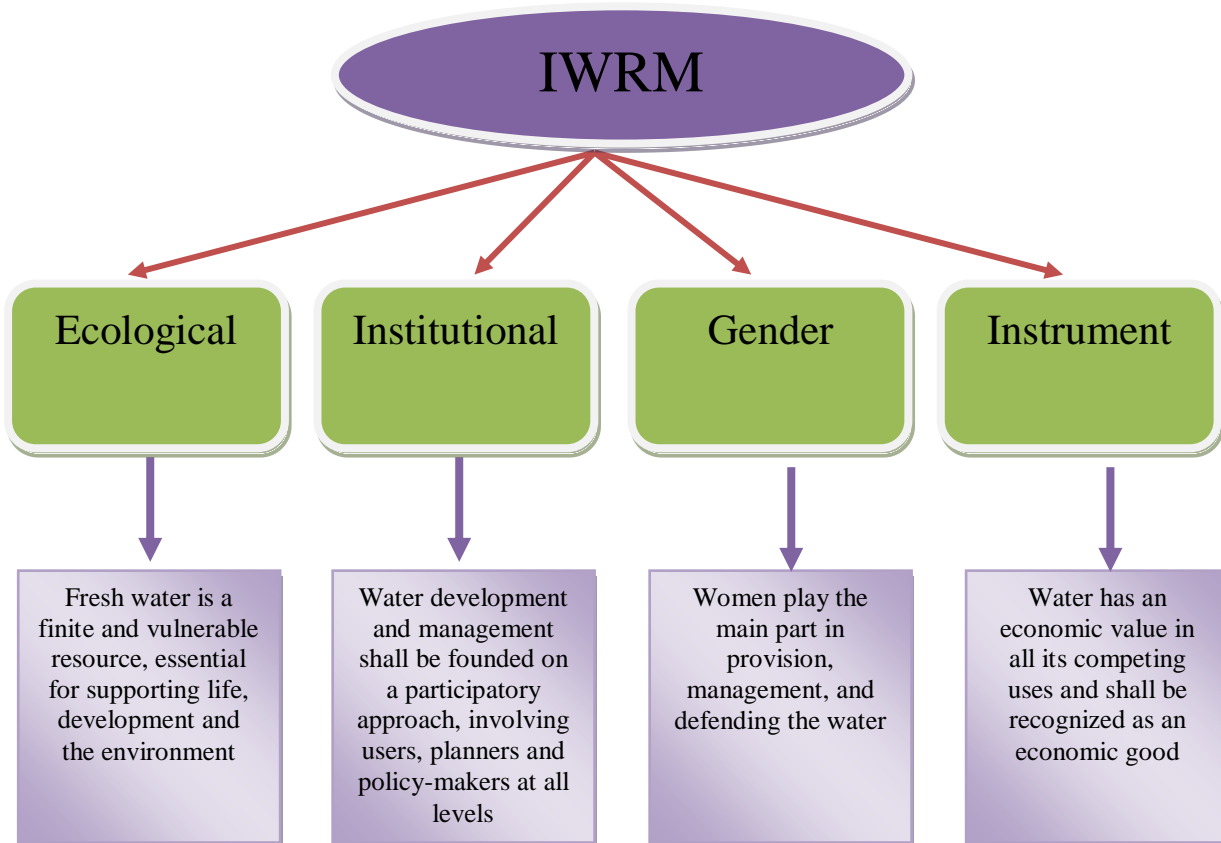 IWRM
Ecological
Institutional
Gender
Instrument
Fresh water is a
finite and vulnerable
resource, essential
for supporting life,
development and
the environment
Water development
and management
shall be founded on
a participatory
approach, involving
users, planners and
policy-makers at all
levels
Women play the
main part in
provision,
management, and
defending the water
Water has an
economic value in
all its competing
uses and shall be
recognized as an
economic good